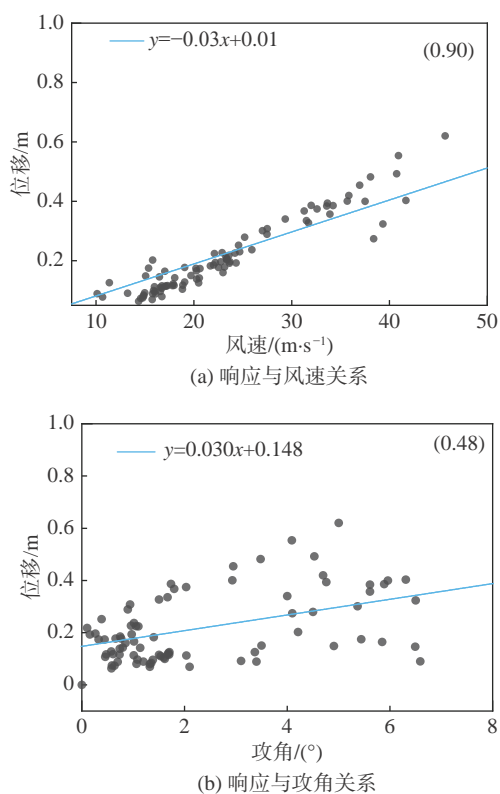 y=−0.03x+0.01
(0.90)
1.0
0.8
0.6
0.4
0.2
位移/m
10 20 30 40 50
风速/(m·s⁻¹)
(a) 响应与风速关系
y=0.030x+0.148
(0.48)
1.0
0.8
0.6
0.4
0.2
0
位移/m
0 2 4 6 8
攻角/(°)
(b) 响应与攻角关系